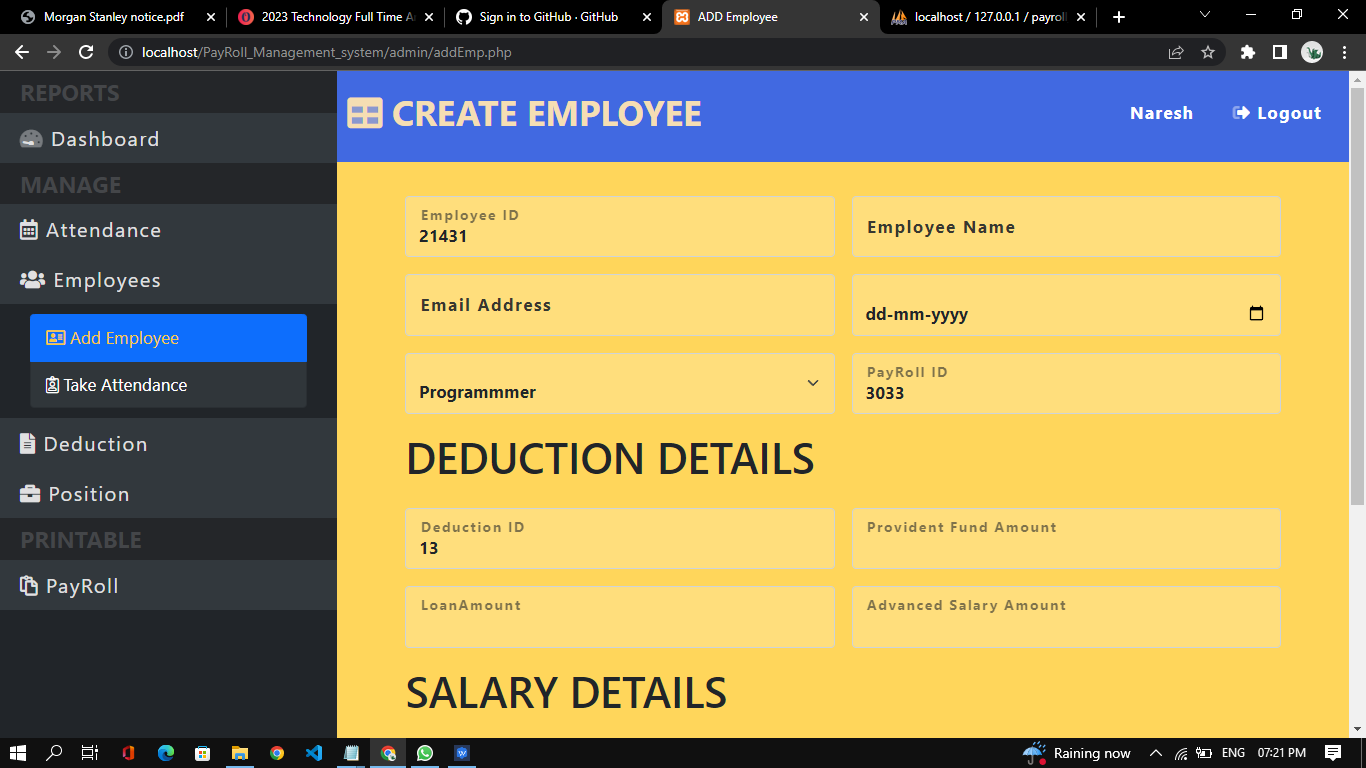 Morgan Stanley notice.pdf
2023 Technology Full Time A
Sign in to GitHub · GitHub
ADD Employee
localhost / 127.0.0.1 / payroll
localhost/PayRoll_Management_system/admin/addEmp.php
REPORTS
Dashboard
MANAGE
Attendance
Employees
Add Employee
Take Attendance
Deduction
Position
PRINTABLE
PayRoll
CREATE EMPLOYEE
Naresh
Logout
Employee ID
21431
Employee Name
Email Address
dd-mm-yyyy
Programmmer
PayRoll ID
3033
DEDUCTION DETAILS
Deduction ID
13
Provident Fund Amount
LoanAmount
Advanced Salary Amount
SALARY DETAILS
Raining now
ENG
07:21 PM